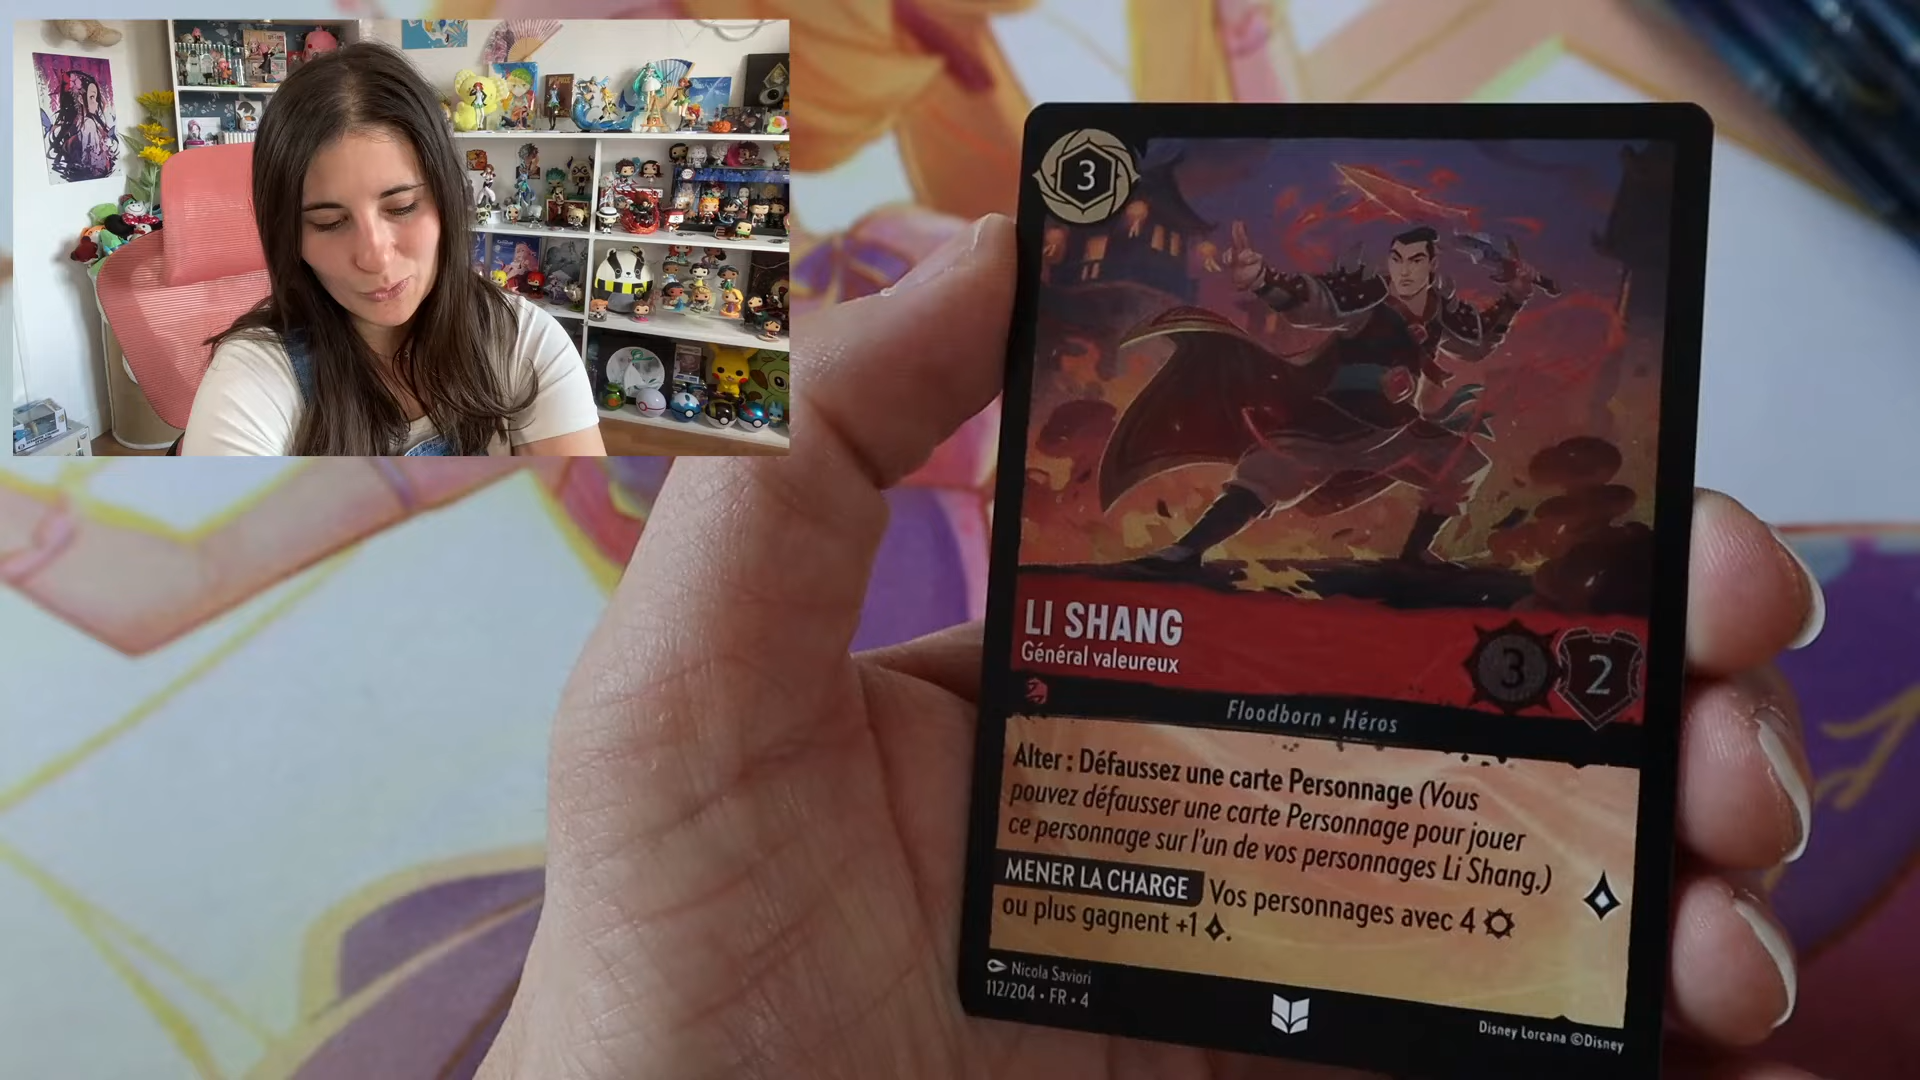 3
LI SHANG
Général valeureux
3
2
Floodborn • Héros
Alter : Défaussez une carte Personnage (Vous
pouvez défausser une carte Personnage pour jouer
ce personnage sur l'un de vos personnages Li Shang.)
MENER LA CHARGE Vos personnages avec 4
ou plus gagnent +1 .
Nicola Saviori
112/204 • FR • 4
Disney Lorcana ©Disney